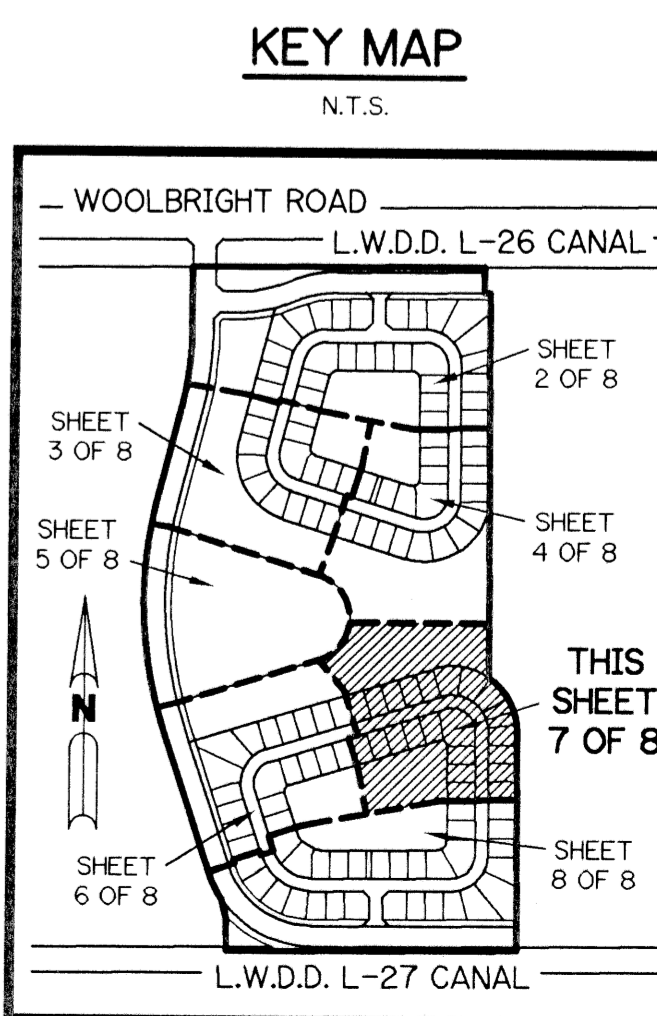 KEY MAP
N.T.S.
WOOLBRIGHT ROAD
L.W.D.D. L-26 CANAL
SHEET
2 OF 8
SHEET
3 OF 8
SHEET
4 OF 8
SHEET
5 OF 8
THIS
SHEET
7 OF 8
N
SHEET
6 OF 8
SHEET
8 OF 8
L.W.D.D. L-27 CANAL